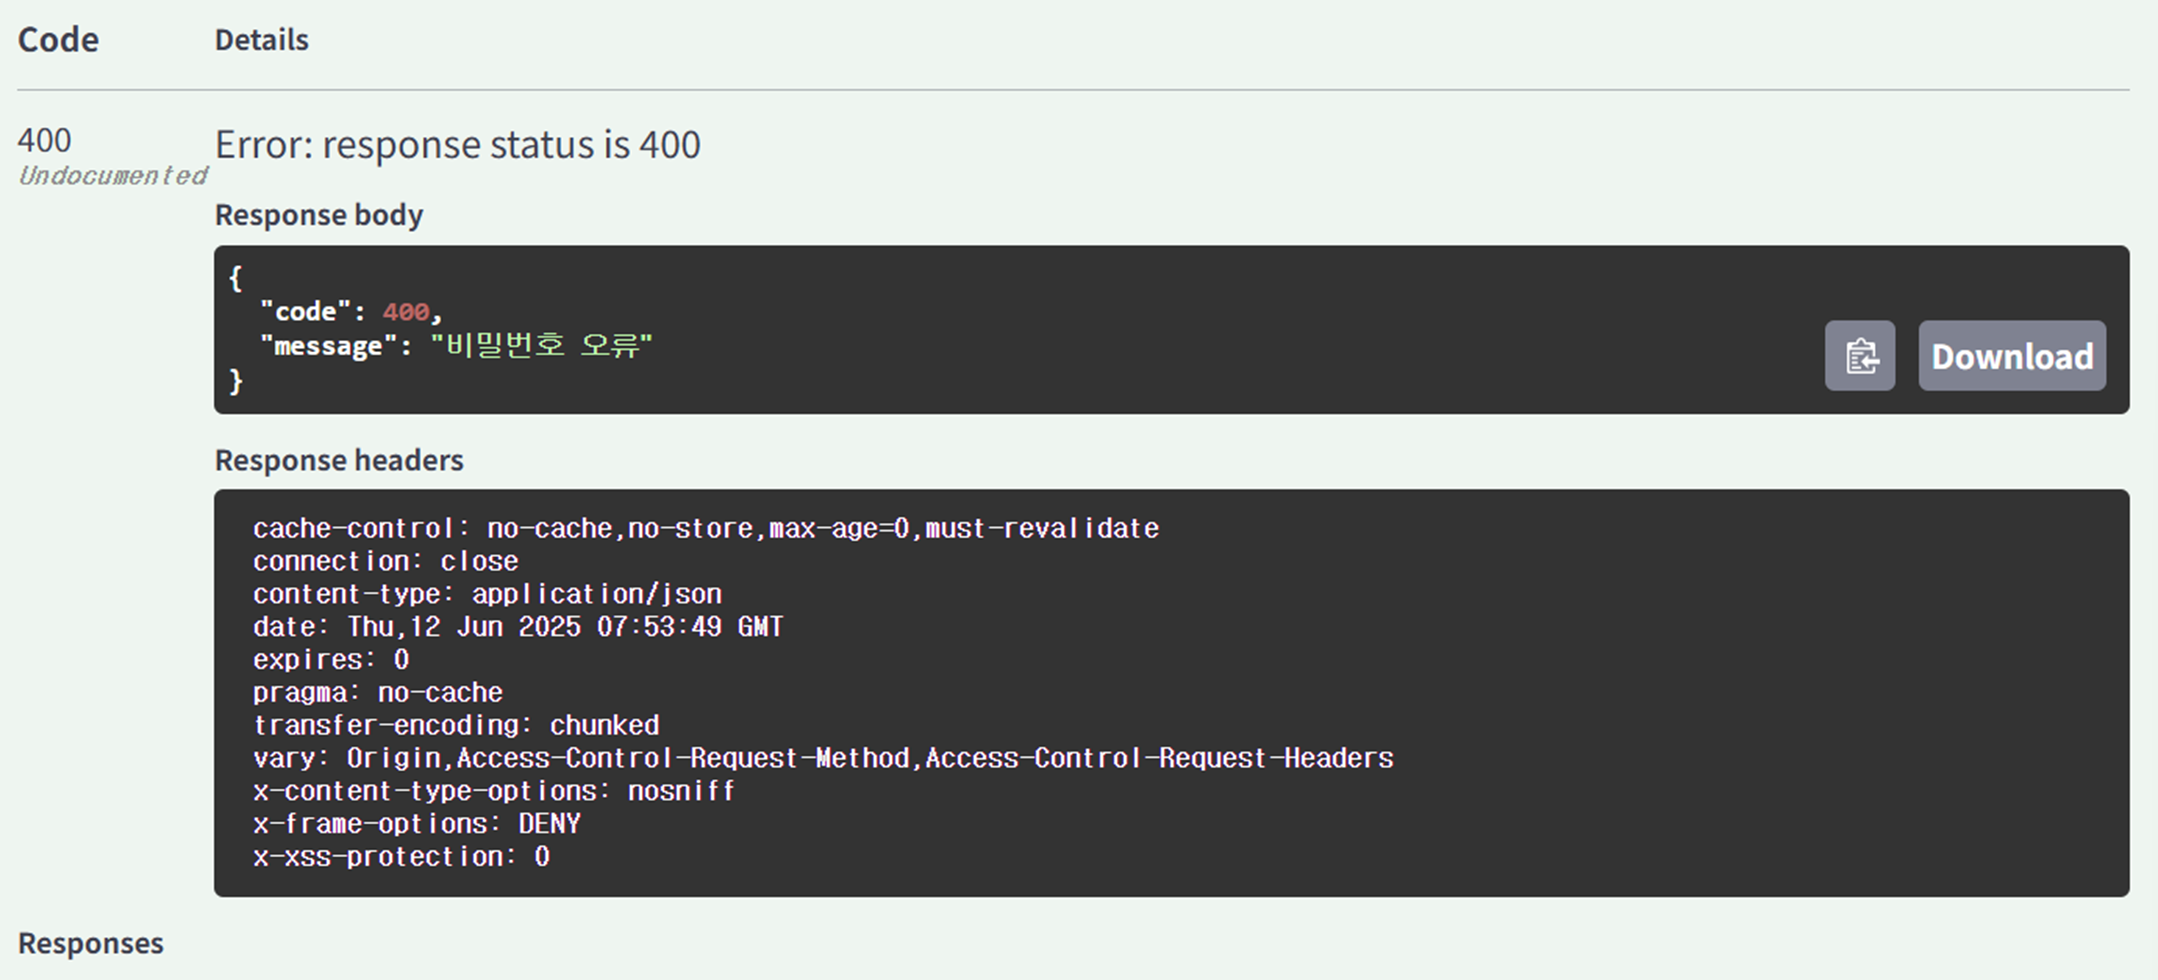 Code Details
400 Error: response status is 400
Undocumented
Response body
{
"code": 400,
"message": "비밀번호 오류"
}
Download
Response headers
cache-control: no-cache,no-store,max-age=0,must-revalidate
connection: close
content-type: application/json
date: Thu,12 Jun 2025 07:53:49 GMT
expires: 0
pragma: no-cache
transfer-encoding: chunked
vary: Origin,Access-Control-Request-Method,Access-Control-Request-Headers
x-content-type-options: nosniff
x-frame-options: DENY
x-xss-protection: 0
Responses